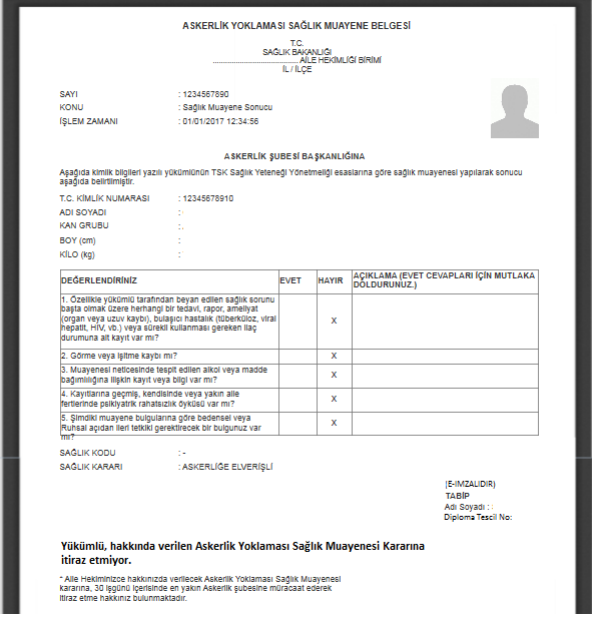 ASKERLİK YOKLAMASI SAĞLIK MUAYENE BELGESİ
T.C.
SAĞLIK BAKANLIĞI
.................................. AİLE HEKİMLİĞİ BİRİMİ
İL / İLÇE
SAYI : 1234567890
KONU : Sağlık Muayene Sonucu
İŞLEM ZAMANI : 01/01/2017 12:34:56
ASKERLİK ŞUBESİ BAŞKANLIĞINA
Aşağıda kimlik bilgileri yazılı yükümlünün TSK Sağlık Yeteneği Yönetmeliği esaslarına göre sağlık muayenesi yapılarak sonucu
aşağıda belirtilmiştir.
T.C. KİMLİK NUMARASI : 12345678910
ADI SOYADI :
KAN GRUBU :.
BOY (cm) :
KİLO (kg) :
DEĞERLENDİRİNİZ EVET HAYIR AÇIKLAMA (EVET CEVAPLARI İÇİN MUTLAKA
DOLDURUNUZ.)
1. Özellikle yükümlü tarafından beyan edilen sağlık sorunu
başta olmak üzere herhangi bir tedavi, rapor, ameliyat
(organ veya uzuv kaybı), bulaşıcı hastalık (tüberküloz, viral
hepatit, HIV, vb.) veya sürekli kullanması gereken ilaç
durumuna ait kayıt var mı? X
2. Görme veya işitme kaybı mı? X
3. Muayenesi neticesinde tespit edilen alkol veya madde
bağımlılığına ilişkin kayıt veya bilgi var mı? X
4. Kayıtlarına geçmiş, kendisinde veya yakın aile
fertlerinde psikiyatrik rahatsızlık öyküsü var mı? X
5. Şimdiki muayene bulgularına göre bedensel veya
Ruhsal açıdan ileri tetkiki gerektirecek bir bulgunuz var
mı? X
SAĞLIK KODU : -
SAĞLIK KARARI : ASKERLİĞE ELVERİŞLİ
(E-IMZALIDIR)
TABİP
Adı Soyadı : :
Diploma Tescil No:
Yükümlü, hakkında verilen Askerlik Yoklaması Sağlık Muayenesi Kararına
itiraz etmiyor.
* Aile Hekiminizce hakkınızda verilecek Askerlik Yoklaması Sağlık Muayenesi
kararına, 30 işgünü içerisinde en yakın Askerlik şubesine müracaat ederek
itiraz etme hakkınız bulunmaktadır.